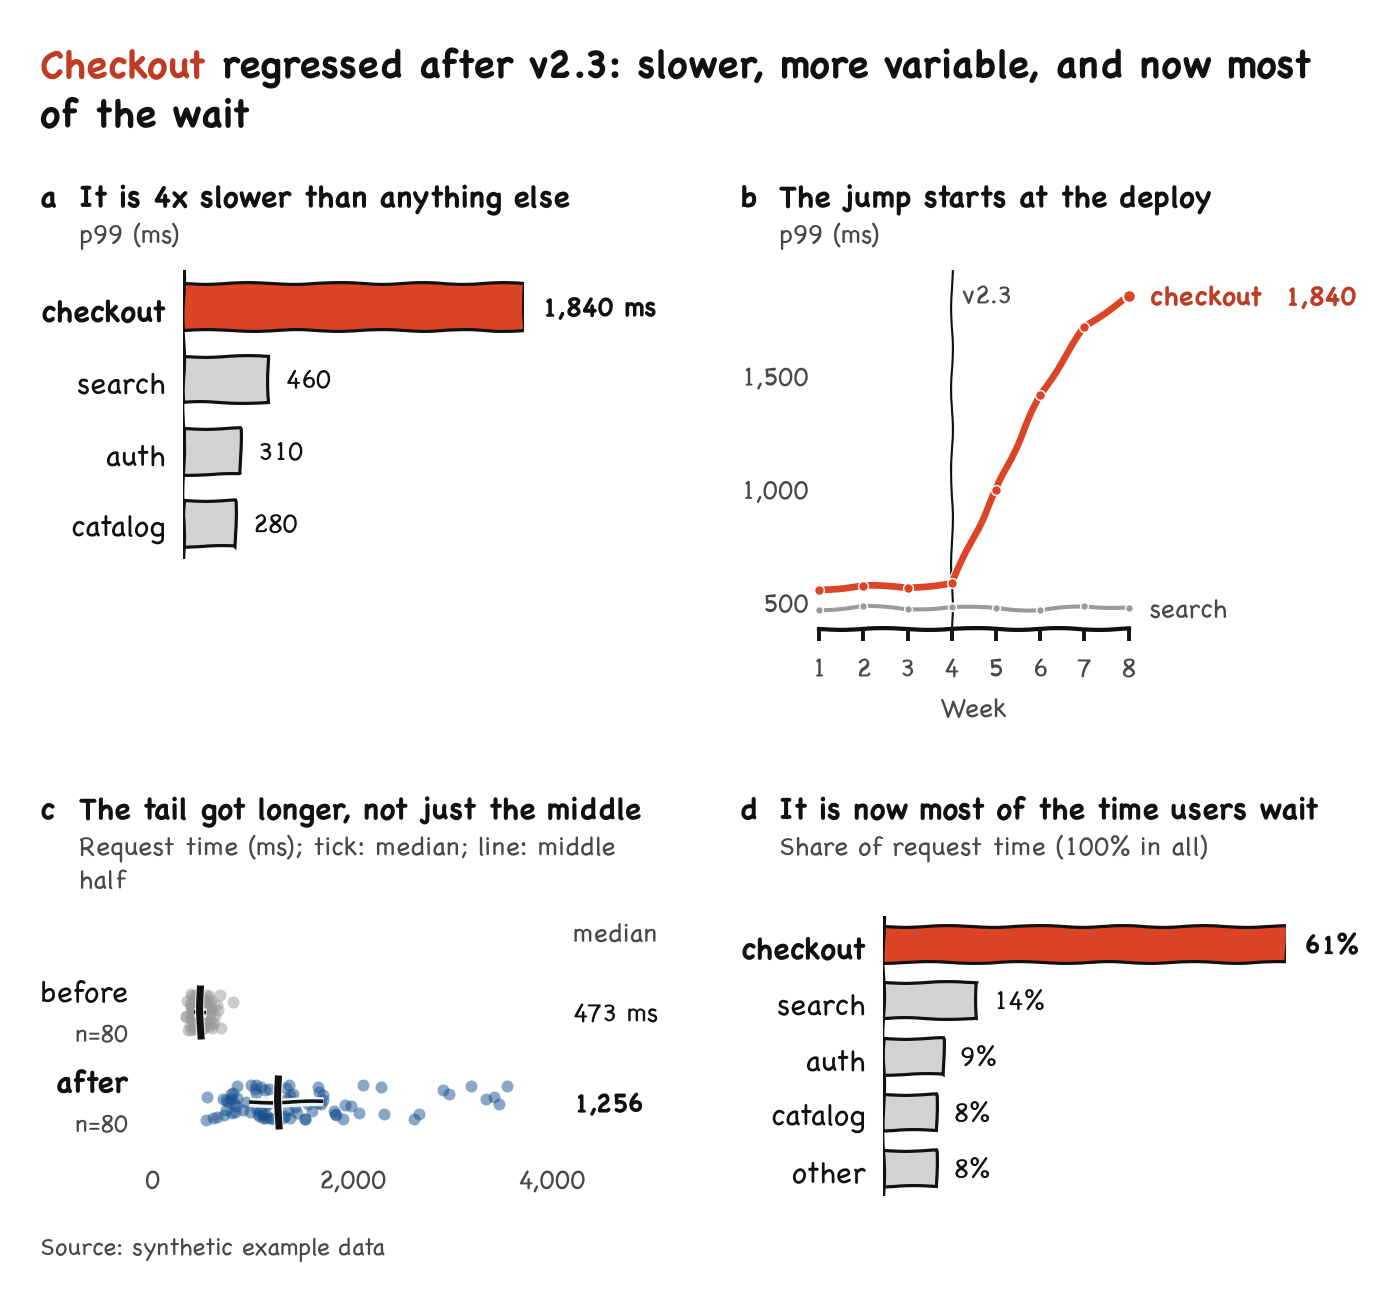 Checkout regressed after v2.3: slower, more variable, and now most
of the wait
a It is 4x slower than anything else
p99 (ms)
checkout 1,840 ms
search 460
auth 310
catalog 280
b The jump starts at the deploy
p99 (ms)
v2.3
checkout 1,840
1,500
1,000
500
search
1 2 3 4 5 6 7 8
Week
c The tail got longer, not just the middle
Request time (ms); tick: median; line: middle
half
median
before
n=80
473 ms
after
n=80
1,256
0 2,000 4,000
d It is now most of the time users wait
Share of request time (100% in all)
checkout 61%
search 14%
auth 9%
catalog 8%
other 8%
Source: synthetic example data